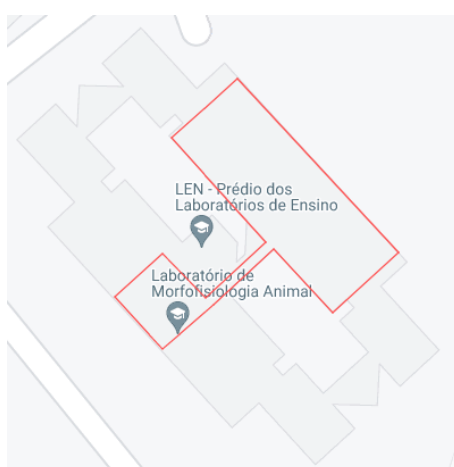 LEN - Prédio dos
Laboratórios de Ensino
Laboratório de
Morfofisiologia Animal